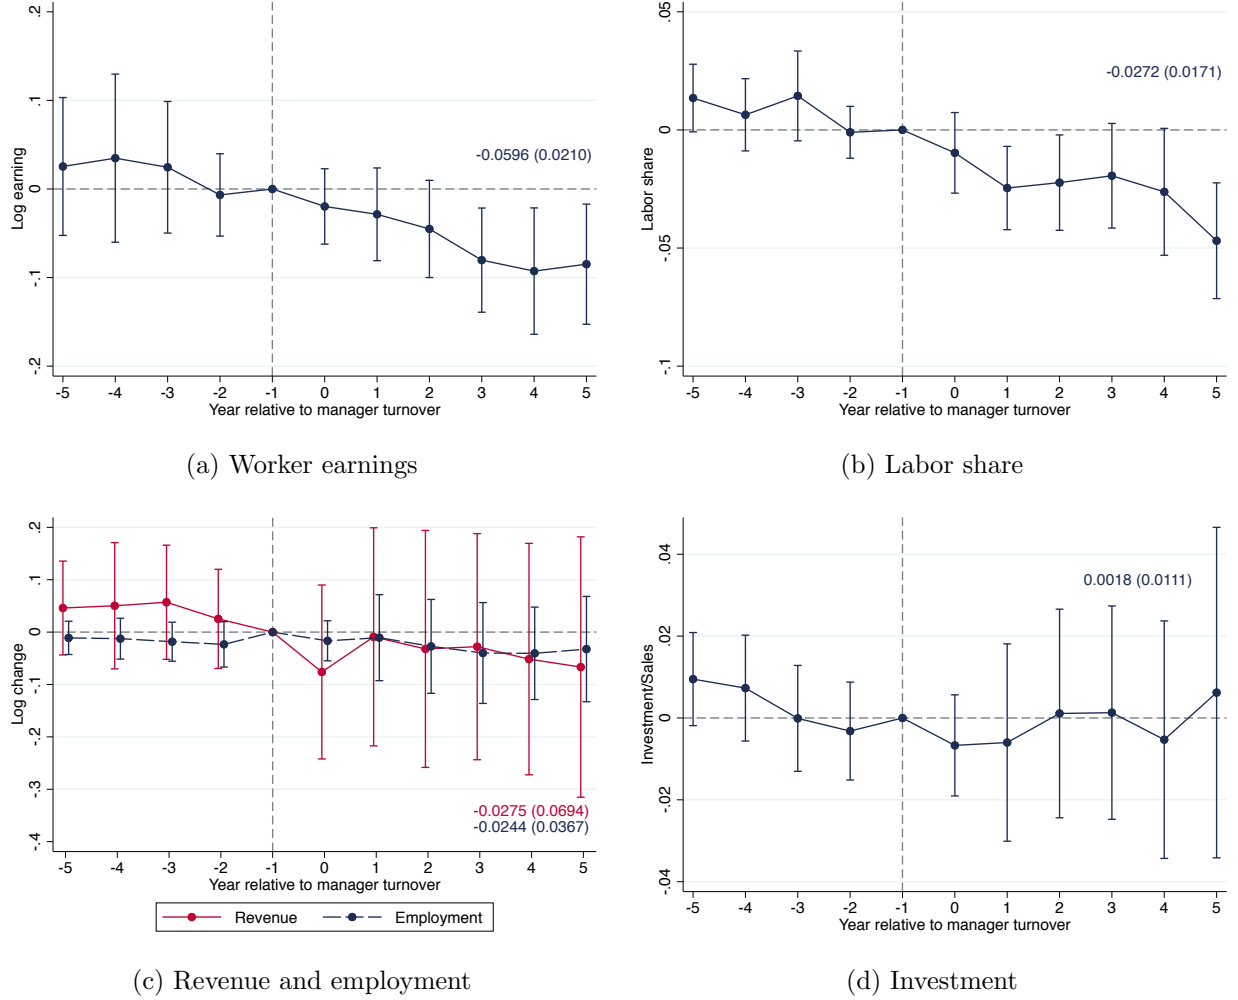 Log earning
.2
.1
0
-.1
-.2
-0.0596 (0.0210)
-5 -4 -3 -2 -1 0 1 2 3 4 5
Year relative to manager turnover
(a) Worker earnings
Labor share
.05
0
-.05
-.1
-0.0272 (0.0171)
-5 -4 -3 -2 -1 0 1 2 3 4 5
Year relative to manager turnover
(b) Labor share
Log change
.2
.1
0
-.1
-.2
-.3
-.4
-0.0275 (0.0694)
-0.0244 (0.0367)
-5 -4 -3 -2 -1 0 1 2 3 4 5
Year relative to manager turnover
Revenue Employment
(c) Revenue and employment
Investment/Sales
.04
.02
0
-.02
-.04
0.0018 (0.0111)
-5 -4 -3 -2 -1 0 1 2 3 4 5
Year relative to manager turnover
(d) Investment